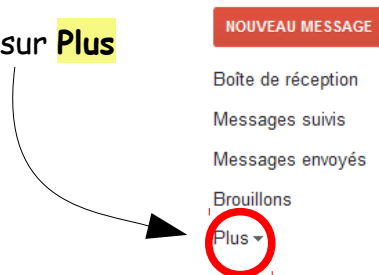 sur Plus
NOUVEAU MESSAGE
Boîte de réception
Messages suivis
Messages envoyés
Brouillons
Plus